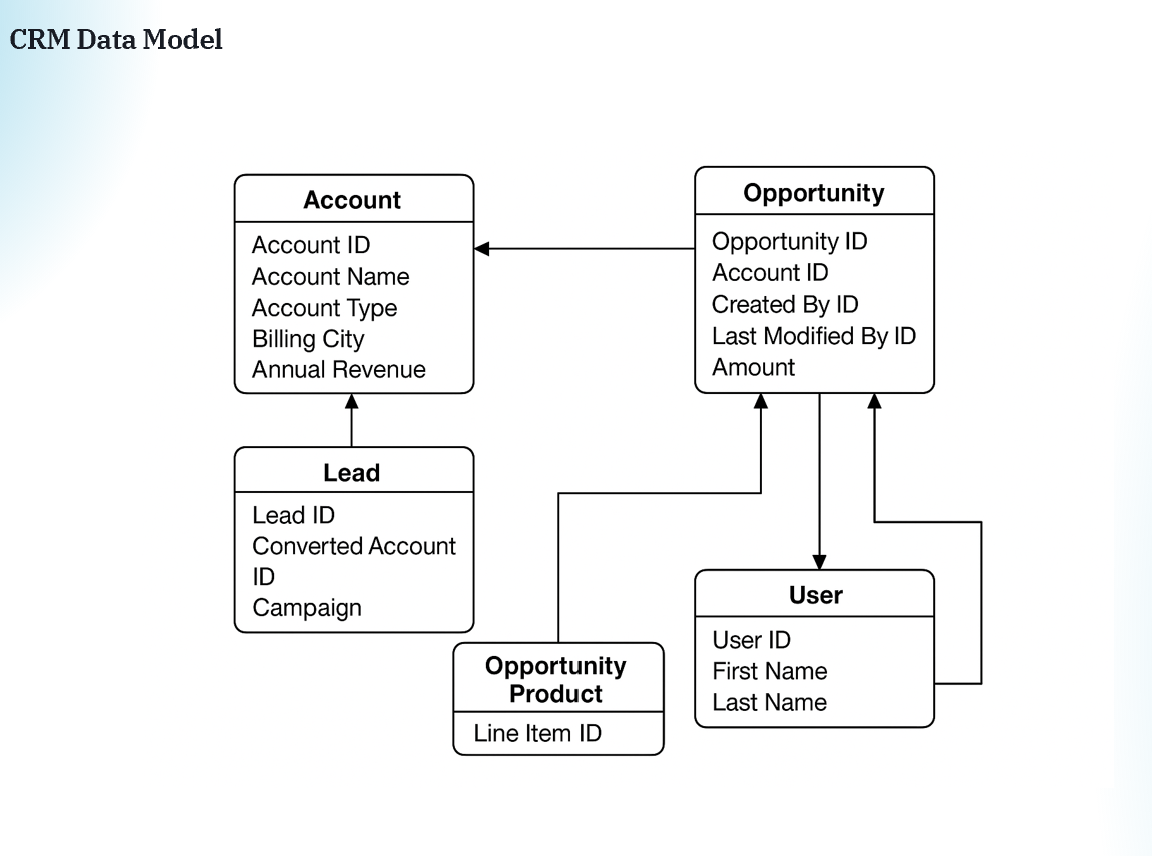 CRM Data Model
Account
Account ID
Account Name
Account Type
Billing City
Annual Revenue
Opportunity
Opportunity ID
Account ID
Created By ID
Last Modified By ID
Amount
Lead
Lead ID
Converted Account
ID
Campaign
Opportunity
Product
Line Item ID
User
User ID
First Name
Last Name